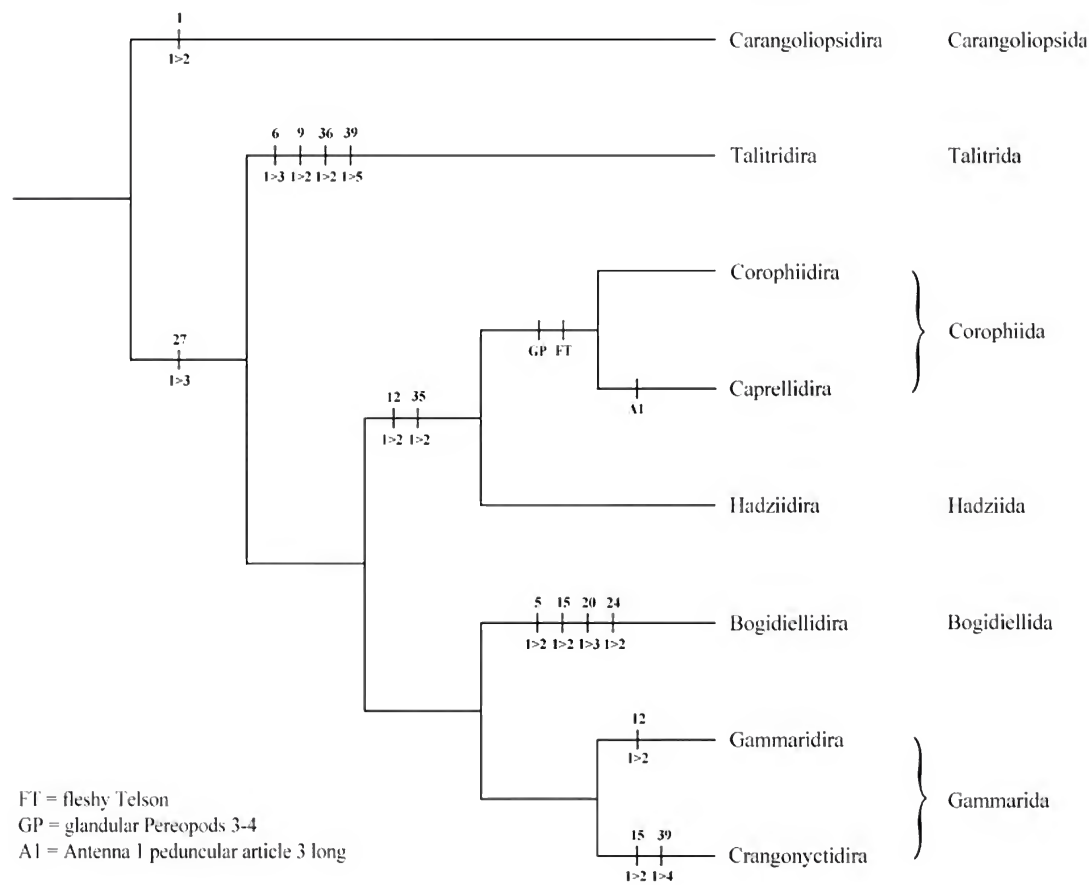 1
1>2
Carangoliopsidira Carangoliopsida
6 9 36 39
1>3 1>2 1>2 1>5
Talitridira Talitrida
Corophiidira
27
1>3
GP FT
Corophiida
12 35
1>2 1>2
Caprellidira
A1
Hadziidira Hadziida
5 15 20 24
1>2 1>2 1>3 1>2
Bogidiellidira Bogidiellida
12
1>2
Gammaridira
FT = fleshy Telson
GP = glandular Pereopods 3-4
A1 = Antenna 1 peduncular article 3 long
Gammarida
15 39
1>2 1>4
Crangonyctidira